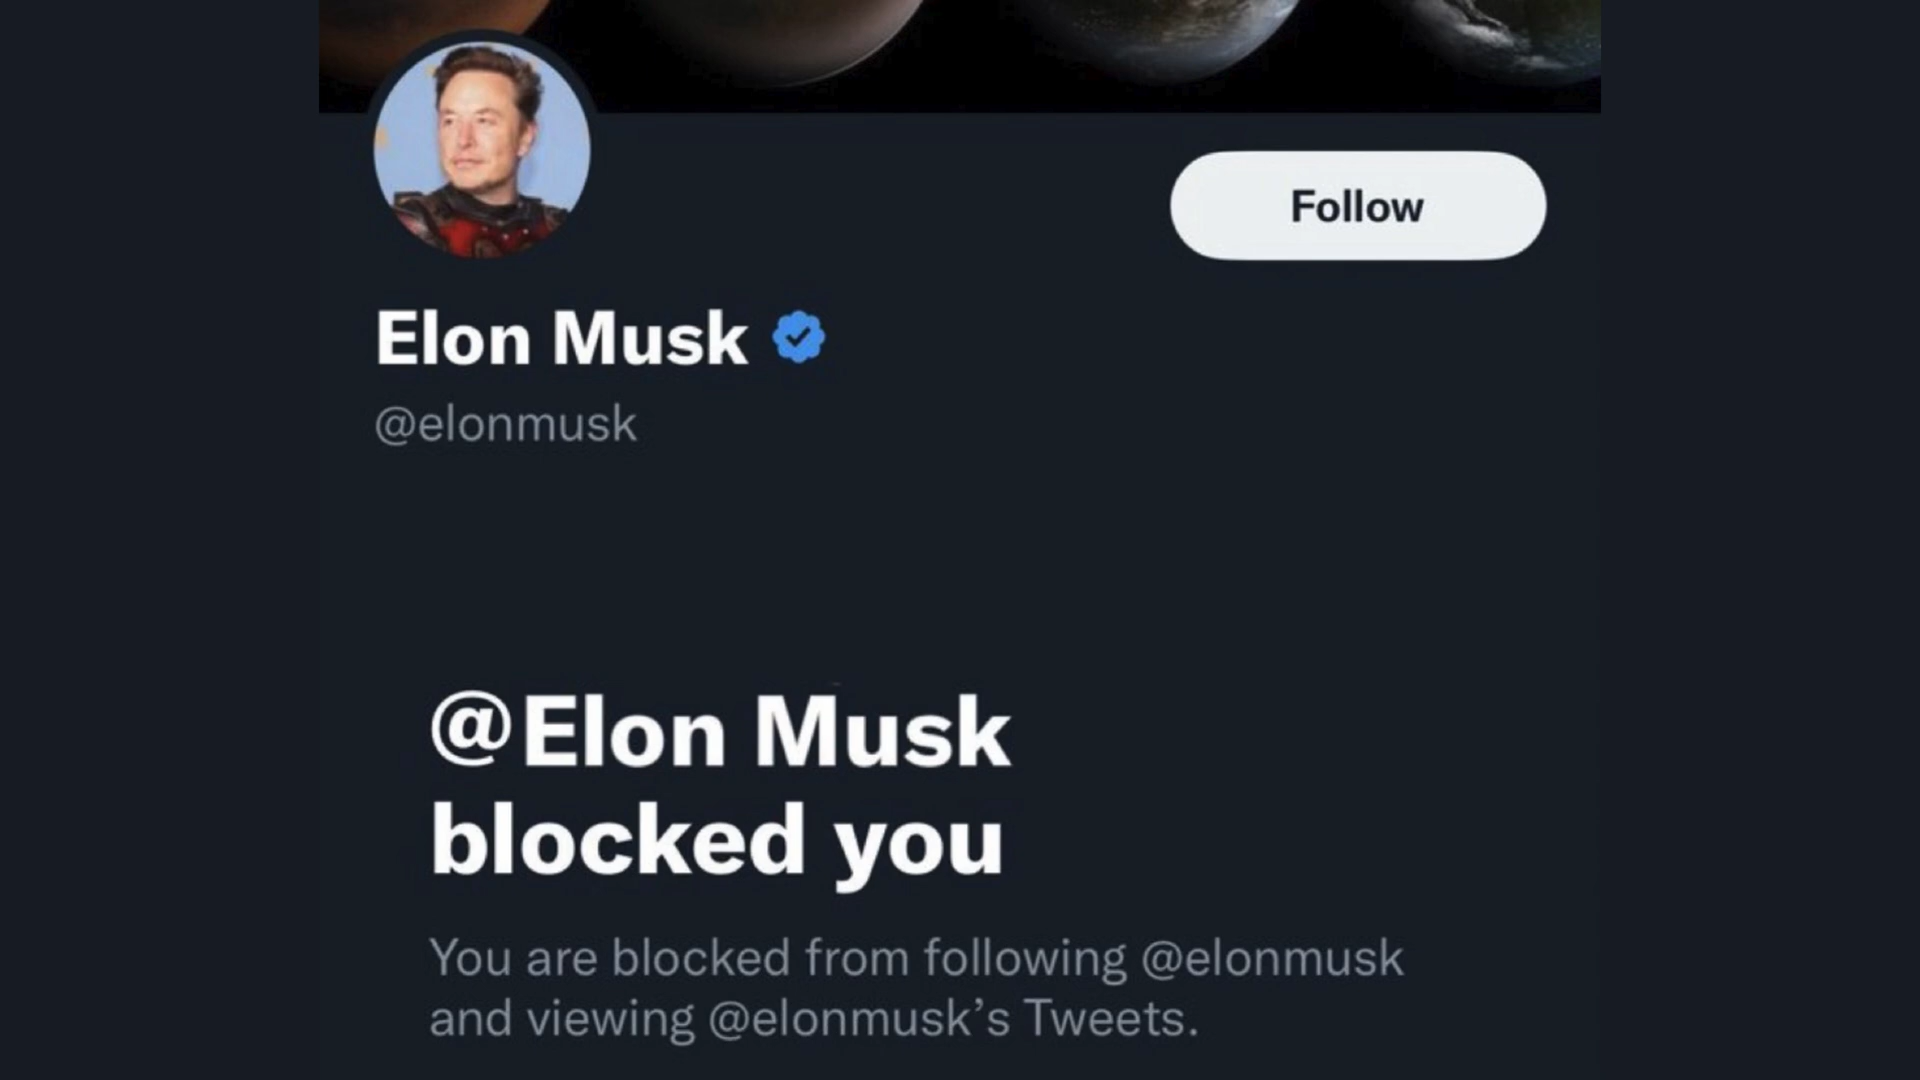 Follow
Elon Musk
@elonmusk
@Elon Musk
blocked you
You are blocked from following @elonmusk
and viewing @elonmusk’s Tweets.